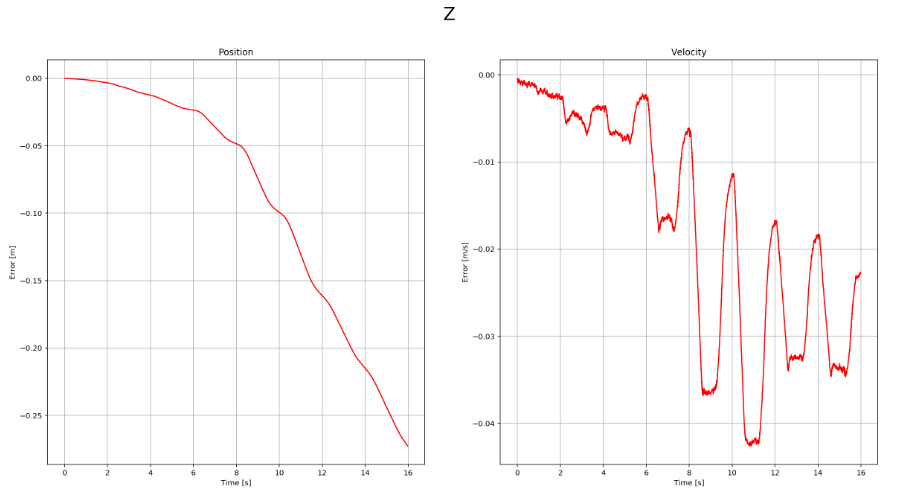 Z
Position
Velocity
0.00
−0.05
−0.10
−0.15
−0.20
−0.25
Error [m]
0 2 4 6 8 10 12 14 16
Time [s]
0.00
−0.01
−0.02
−0.03
−0.04
Error [m/s]
0 2 4 6 8 10 12 14 16
Time [s]